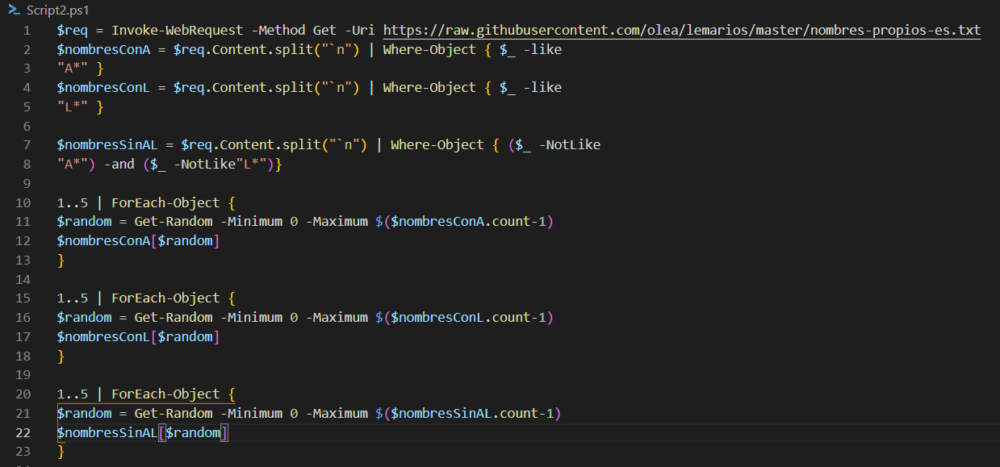 Script2.ps1
1 $req = Invoke-WebRequest -Method Get -Uri https://raw.githubusercontent.com/olea/lemarios/master/nombres-propios-es.txt
2 $nombresConA = $req.Content.split("`n") | Where-Object { $_ -like
3 "A*" }
4 $nombresConL = $req.Content.split("`n") | Where-Object { $_ -like
5 "L*" }
6
7 $nombresSinAL = $req.Content.split("`n") | Where-Object { ($_ -NotLike
8 "A*") -and ($_ -NotLike"L*")}
9
10 1..5 | ForEach-Object {
11 $random = Get-Random -Minimum 0 -Maximum $($nombresConA.count-1)
12 $nombresConA[$random]
13 }
14
15 1..5 | ForEach-Object {
16 $random = Get-Random -Minimum 0 -Maximum $($nombresConL.count-1)
17 $nombresConL[$random]
18 }
19
20 1..5 | ForEach-Object {
21 $random = Get-Random -Minimum 0 -Maximum $($nombresSinAL.count-1)
22 $nombresSinAL[$random]
23 }